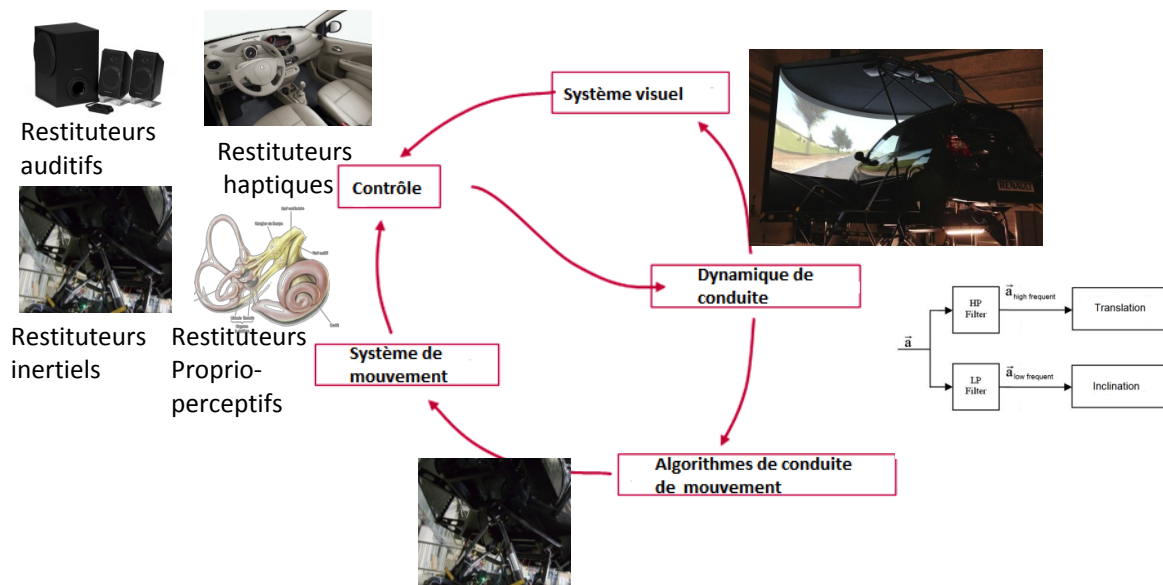 Restituteurs
auditifs
Restituteurs
haptiques
Système visuel
Contrôle
RENAULT
Dynamique de
conduite
Restituteurs
inertiels
Restituteurs
Proprio-
perceptifs
Système de
mouvement
Algorithmes de conduite
de mouvement
a
HP
Filter
a high frequent
Translation
LP
Filter
a low frequent
Inclination